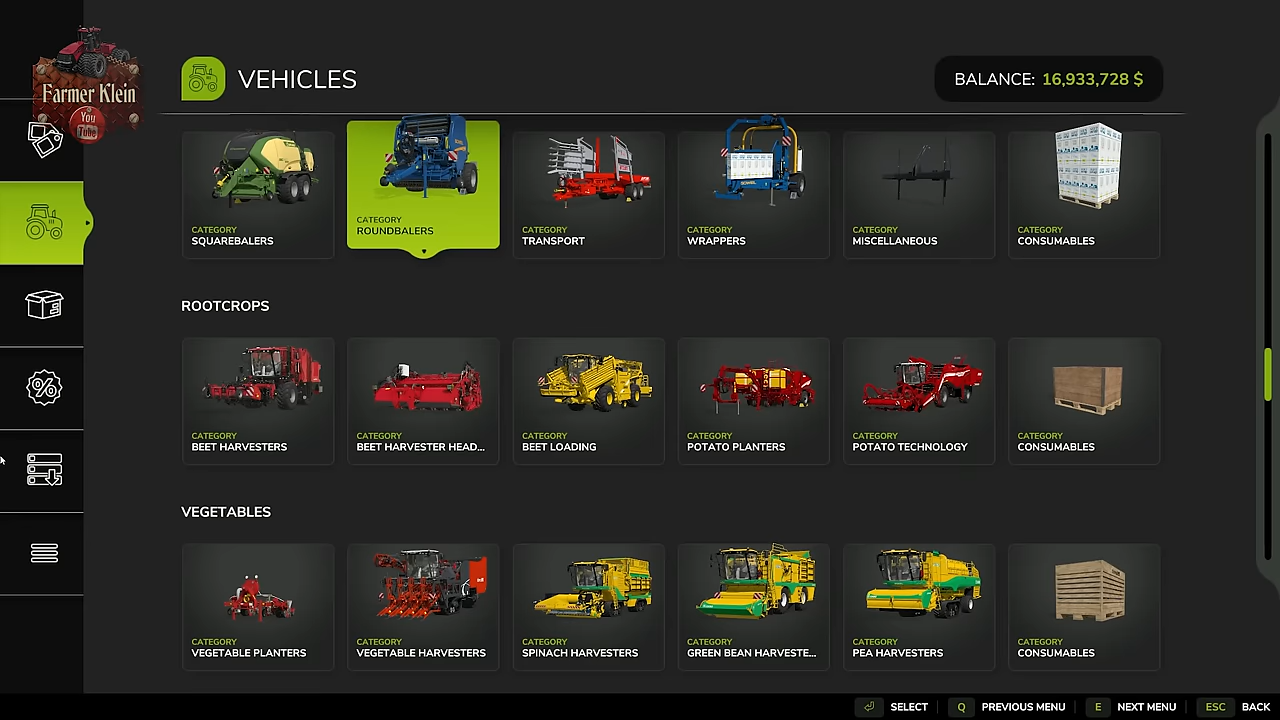 Farmer Klein
You
Tube
VEHICLES
BALANCE: 16,933,728 $
CATEGORY
SQUAREBALERS
CATEGORY
ROUNDBALERS
CATEGORY
TRANSPORT
CATEGORY
WRAPPERS
CATEGORY
MISCELLANEOUS
CATEGORY
CONSUMABLES
ROOTCROPS
CATEGORY
BEET HARVESTERS
CATEGORY
BEET HARVESTER HEAD...
CATEGORY
BEET LOADING
CATEGORY
POTATO PLANTERS
CATEGORY
POTATO TECHNOLOGY
CATEGORY
CONSUMABLES
VEGETABLES
CATEGORY
VEGETABLE PLANTERS
CATEGORY
VEGETABLE HARVESTERS
CATEGORY
SPINACH HARVESTERS
CATEGORY
GREEN BEAN HARVESTE...
CATEGORY
PEA HARVESTERS
CATEGORY
CONSUMABLES
SELECT
Q PREVIOUS MENU
E NEXT MENU
ESC BACK